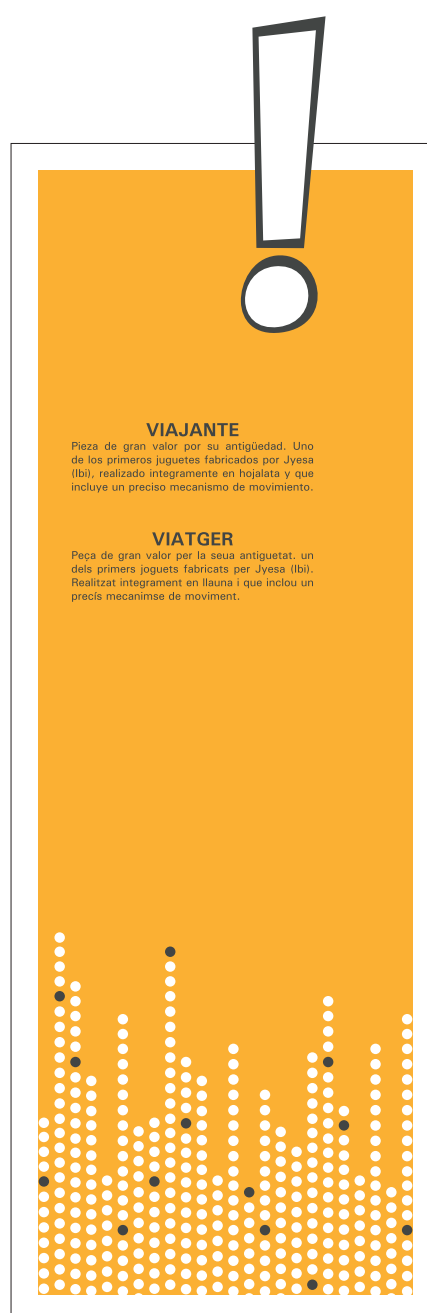 !
VIAJANTE
Pieza de gran valor por su antigüedad. Uno
de los primeros juguetes fabricados por Jyesa
(Ibi), realizado integramente en hojalata y que
incluye un preciso mecanismo de movimiento.
VIATGER
Peça de gran valor per la seua antiguetat. un
dels primers joguets fabricats per Jyesa (Ibi).
Realitzat integrament en llauna i que inclou un
precís mecanimse de moviment.